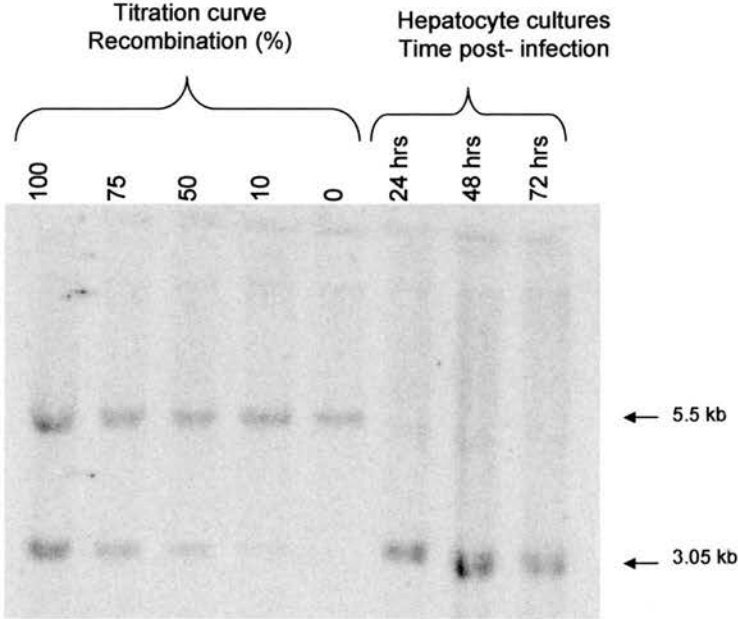 Titration curve
Recombination (%)
Hepatocyte cultures
Time post- infection
100
75
50
10
0
24 hrs
48 hrs
72 hrs
5.5 kb
3.05 kb